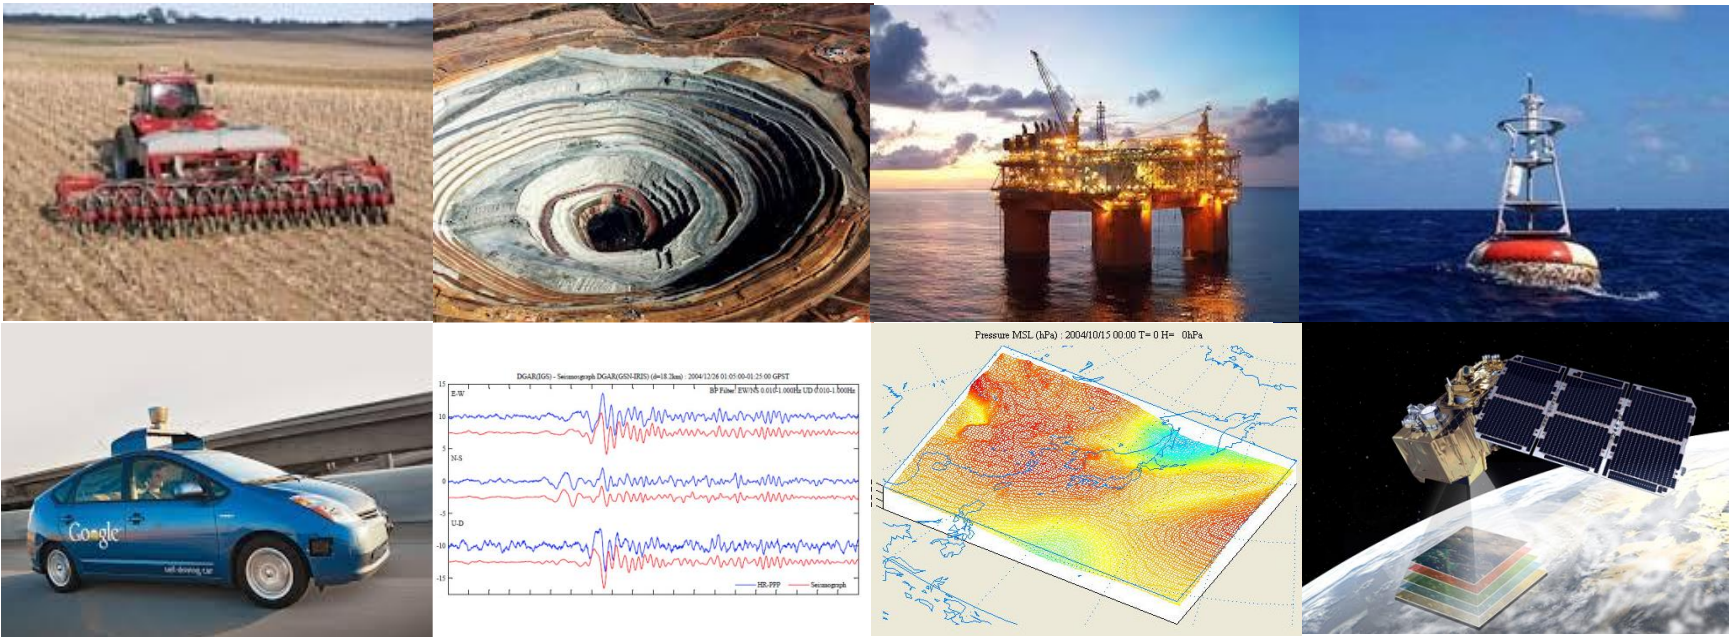 Google
self-driving car
DGAR(IGS) - Seismograph DGAR(GSN-IRIS) (d=18.2km) : 2004/12/26 01:05:00-01:25:00 GPST
BP Filter: EW/NS 0.010-1.000Hz UD 0.010-1.000Hz
15
E-W
10
5
N-S
0
-5
U-D
-10
-15
HR-PPP
Seismograph
Pressure MSL (hPa) : 2004/10/15 00:00 T= 0 H= 0hPa